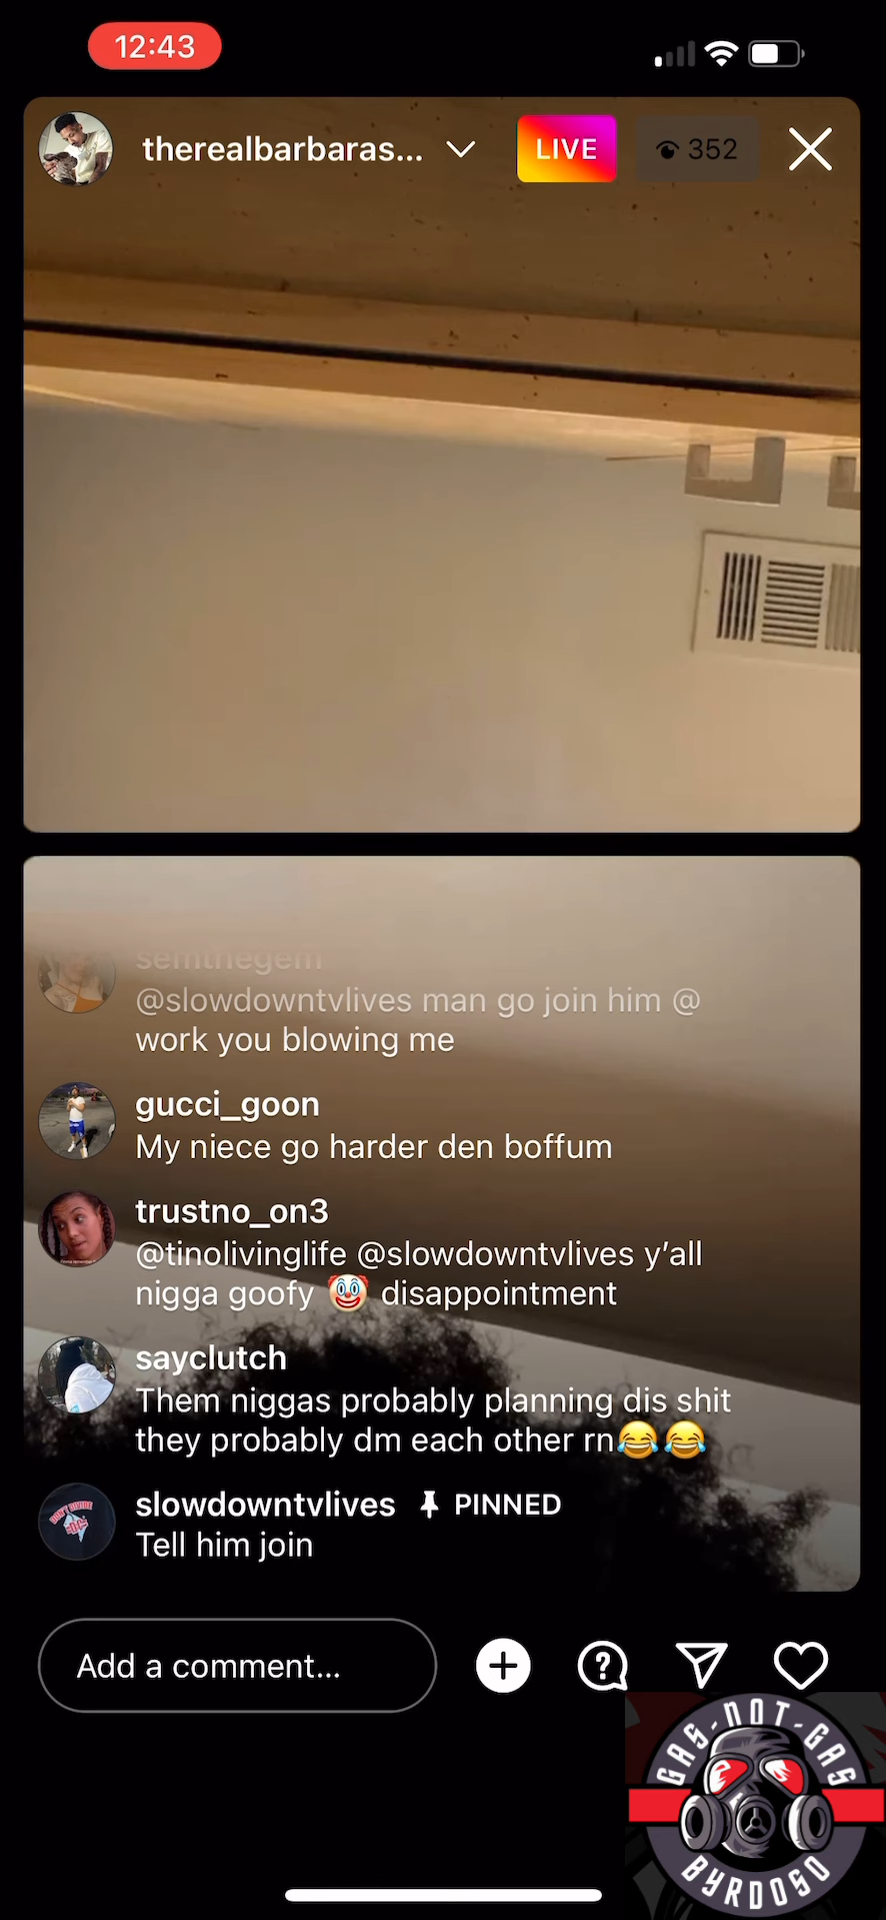 12:43
therealbarbaras...
LIVE
352
semthegem
@slowdowntvlives man go join him @
work you blowing me
gucci_goon
My niece go harder den boffum
trustno_on3
@tinolivinglife @slowdowntvlives y’all
nigga goofy 🤡 disappointment
sayclutch
Them niggas probably planning dis shit
they probably dm each other rn😂😂
slowdowntvlives PINNED
Tell him join
Add a comment...
GAS-NOT-GAS
BYRDOSO